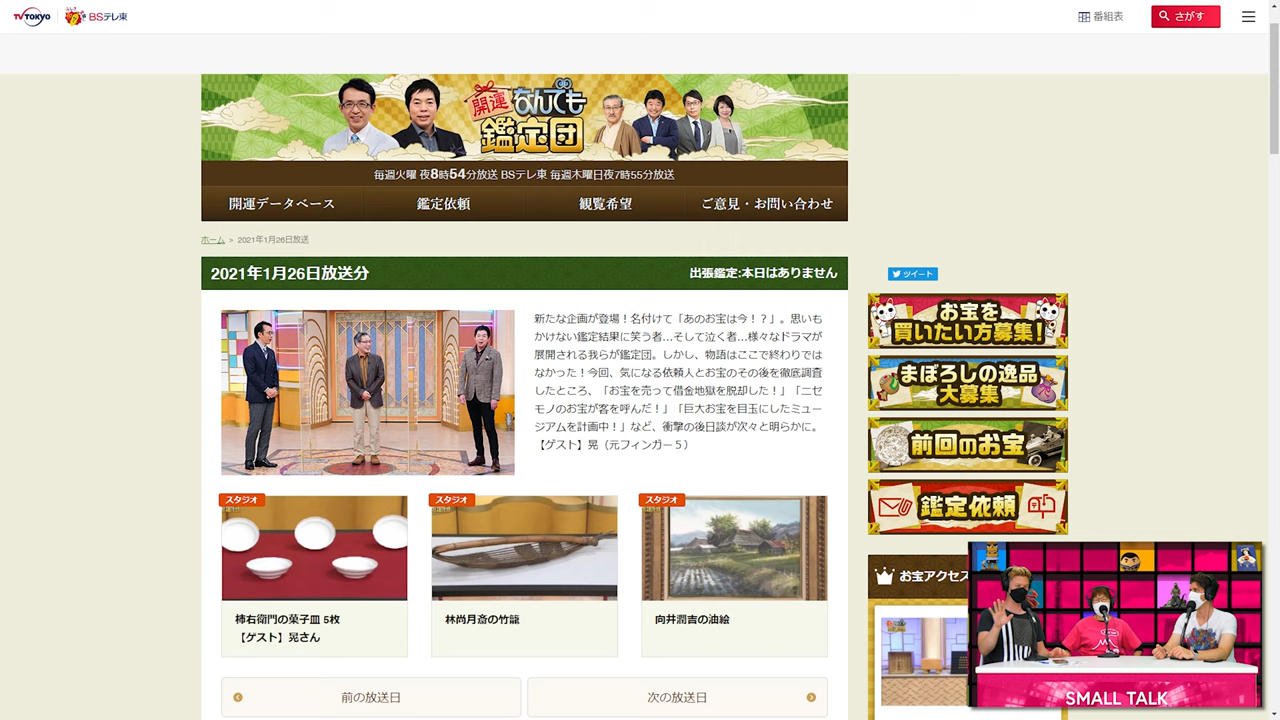 TV TOKYO
BSテレ東
番組表
さがす
開運なんでも鑑定団
毎週火曜 夜8時54分放送 BSテレ東 毎週木曜日夜7時55分放送
開運データベース
鑑定依頼
観覧希望
ご意見・お問い合わせ
ホーム > 2021年1月26日放送
2021年1月26日放送分
出張鑑定:本日はありません
ツイート
新たな企画が登場！名付けて「あのお宝は今！？」。思いも
かけない鑑定結果に笑う者…そして泣く者…様々なドラマが
展開される我らが鑑定団。しかし、物語はここで終わりでは
なかった！今回、気になる依頼人とお宝のその後を徹底調査
したところ、「お宝を売って借金地獄を脱却した！」「ニセ
モノのお宝が客を呼んだ！」「巨大お宝を目玉にしたミュー
ジアムを計画中！」など、衝撃の後日談が次々と明らかに。
【ゲスト】晃（元フィンガー５）
お宝を
買いたい方募集!
まぼろしの逸品
大募集
前回のお宝
鑑定依頼
スタジオ
スタジオ
スタジオ
柿右衛門の菓子皿 5枚
【ゲスト】晃さん
林尚月斎の竹籠
向井潤吉の油絵
お宝アクセス
前の放送日
次の放送日
SMALL TALK